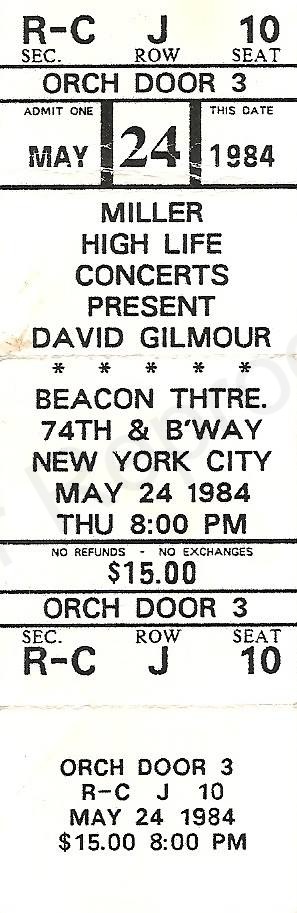 R-C J 10
SEC. ROW SEAT
ORCH DOOR 3
ADMIT ONE THIS DATE
MAY 24 1984
MILLER
HIGH LIFE
CONCERTS
PRESENT
DAVID GILMOUR
* * * * *
BEACON THTRE.
74TH & B'WAY
NEW YORK CITY
MAY 24 1984
THU 8:00 PM
NO REFUNDS - NO EXCHANGES
$15.00
ORCH DOOR 3
SEC. ROW SEAT
R-C J 10
ORCH DOOR 3
R-C J 10
MAY 24 1984
$15.00 8:00 PM